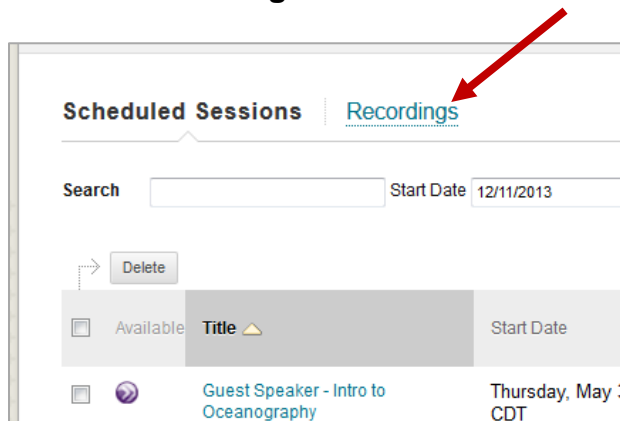 Scheduled Sessions Recordings
Search Start Date 12/11/2013
Delete
Available Title Start Date
Guest Speaker - Intro to Thursday, May
Oceanography CDT